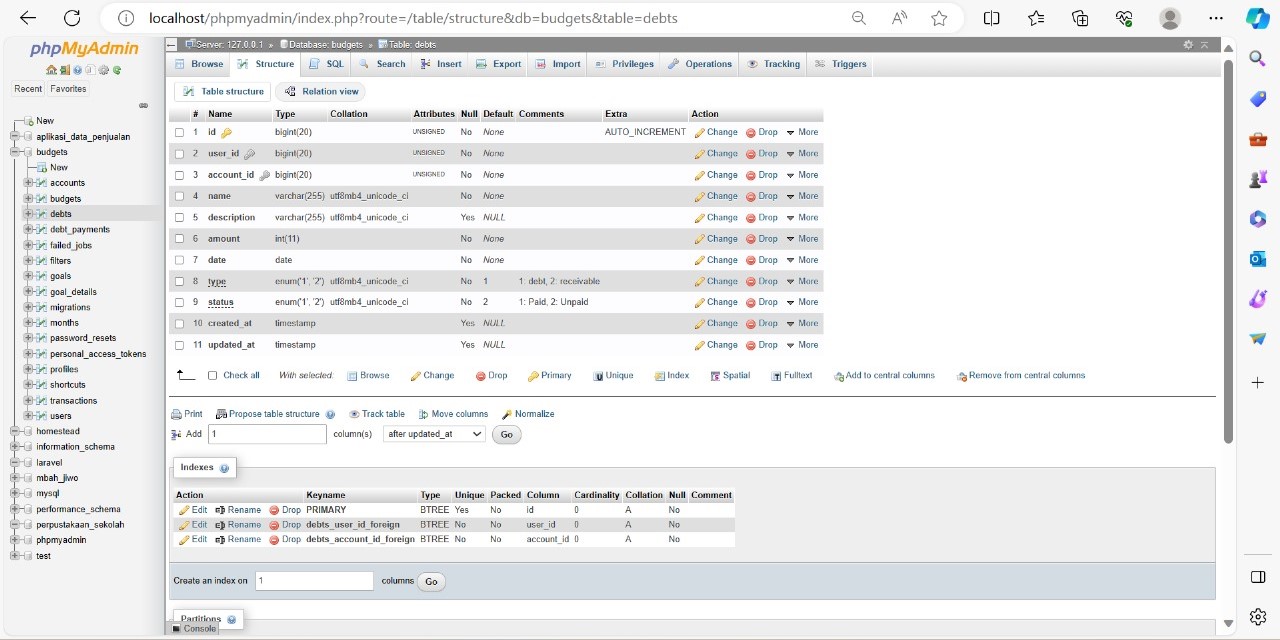 localhost/phpmyadmin/index.php?route=/table/structure&db=budgets&table=debts
phpMyAdmin
Recent Favorites
New
aplikasi_data_penjualan
budgets
New
accounts
budgets
debts
debt_payments
failed_jobs
filters
goals
goal_details
migrations
months
password_resets
personal_access_tokens
profiles
shortcuts
transactions
users
homestead
information_schema
laravel
mbah_jiwo
mysql
performance_schema
perpustakaan_sekolah
phpmyadmin
test
Server: 127.0.0.1 » Database: budgets » Table: debts
Browse Structure SQL Search Insert Export Import Privileges Operations Tracking Triggers
Table structure Relation view
# Name Type Collation Attributes Null Default Comments Extra Action
1 id bigint(20) UNSIGNED No None AUTO_INCREMENT Change Drop More
2 user_id bigint(20) UNSIGNED No None Change Drop More
3 account_id bigint(20) UNSIGNED No None Change Drop More
4 name varchar(255) utf8mb4_unicode_ci No None Change Drop More
5 description varchar(255) utf8mb4_unicode_ci Yes NULL Change Drop More
6 amount int(11) No None Change Drop More
7 date date No None Change Drop More
8 type enum('1', '2') utf8mb4_unicode_ci No 1 1: debt, 2: receivable Change Drop More
9 status enum('1', '2') utf8mb4_unicode_ci No 2 1: Paid, 2: Unpaid Change Drop More
10 created_at timestamp Yes NULL Change Drop More
11 updated_at timestamp Yes NULL Change Drop More
Check all With selected: Browse Change Drop Primary Unique Index Spatial Fulltext Add to central columns Remove from central columns
Print Propose table structure Track table Move columns Normalize
Add 1 column(s) after updated_at Go
Indexes
Action Keyname Type Unique Packed Column Cardinality Collation Null Comment
Edit Rename Drop PRIMARY BTREE Yes No id 0 A No
Edit Rename Drop debts_user_id_foreign BTREE No No user_id 0 A No
Edit Rename Drop debts_account_id_foreign BTREE No No account_id 0 A No
Create an index on 1 columns Go
Partitions
Console